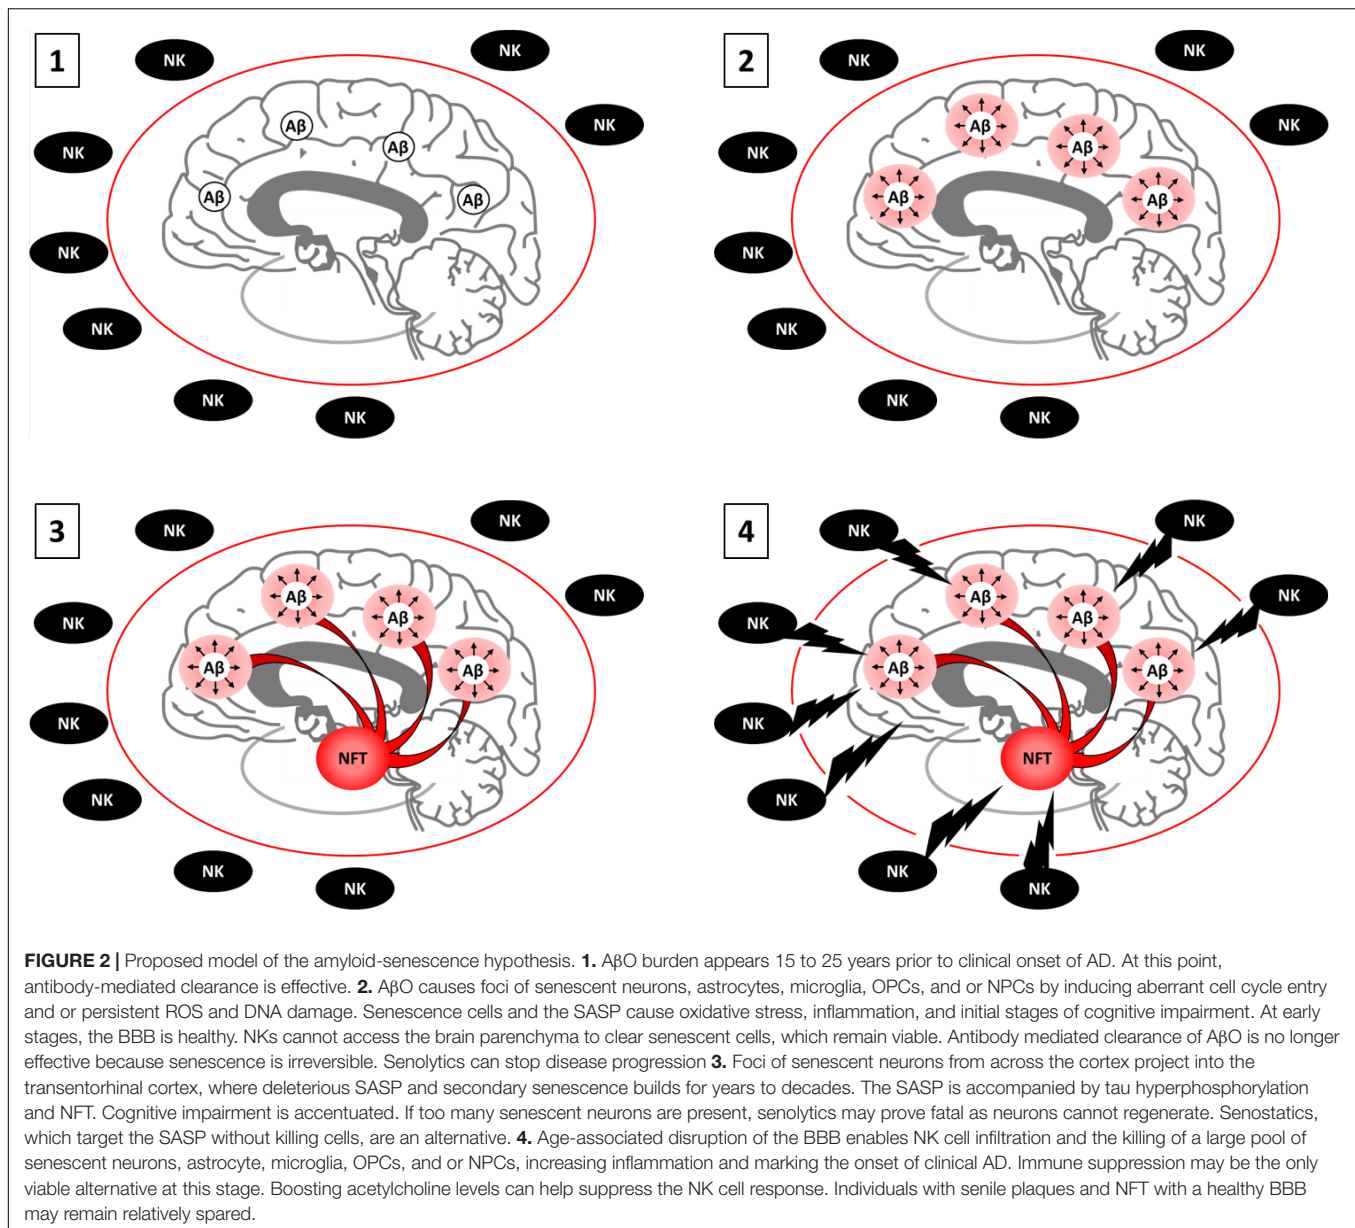 1
NK
NK
NK
NK
NK
NK
NK
NK
Aβ
Aβ
Aβ
Aβ
2
NK
NK
NK
NK
NK
NK
NK
NK
Aβ
Aβ
Aβ
Aβ
3
NK
NK
NK
NK
NK
NK
NK
NK
Aβ
Aβ
Aβ
Aβ
NFT
4
NK
NK
NK
NK
NK
NK
NK
NK
Aβ
Aβ
Aβ
Aβ
NFT
FIGURE 2 | Proposed model of the amyloid-senescence hypothesis. 1. AβO burden appears 15 to 25 years prior to clinical onset of AD. At this point,
antibody-mediated clearance is effective. 2. AβO causes foci of senescent neurons, astrocytes, microglia, OPCs, and or NPCs by inducing aberrant cell cycle entry
and or persistent ROS and DNA damage. Senescence cells and the SASP cause oxidative stress, inflammation, and initial stages of cognitive impairment. At early
stages, the BBB is healthy. NKs cannot access the brain parenchyma to clear senescent cells, which remain viable. Antibody mediated clearance of AβO is no longer
effective because senescence is irreversible. Senolytics can stop disease progression 3. Foci of senescent neurons from across the cortex project into the
transentorhinal cortex, where deleterious SASP and secondary senescence builds for years to decades. The SASP is accompanied by tau hyperphosphorylation
and NFT. Cognitive impairment is accentuated. If too many senescent neurons are present, senolytics may prove fatal as neurons cannot regenerate. Senostatics,
which target the SASP without killing cells, are an alternative. 4. Age-associated disruption of the BBB enables NK cell infiltration and the killing of a large pool of
senescent neurons, astrocyte, microglia, OPCs, and or NPCs, increasing inflammation and marking the onset of clinical AD. Immune suppression may be the only
viable alternative at this stage. Boosting acetylcholine levels can help suppress the NK cell response. Individuals with senile plaques and NFT with a healthy BBB
may remain relatively spared.